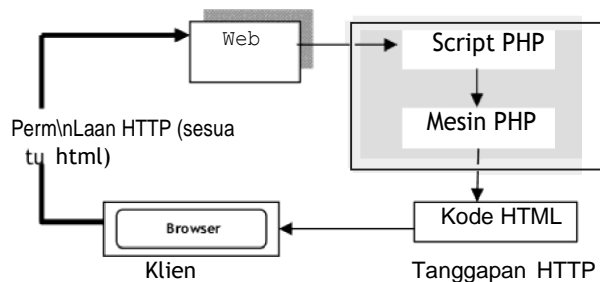 Web
Script PHP
Perm\nLaan HTTP (sesua
tu html)
Mesin PHP
Kode HTML
Browser
Klien
Tanggapan HTTP